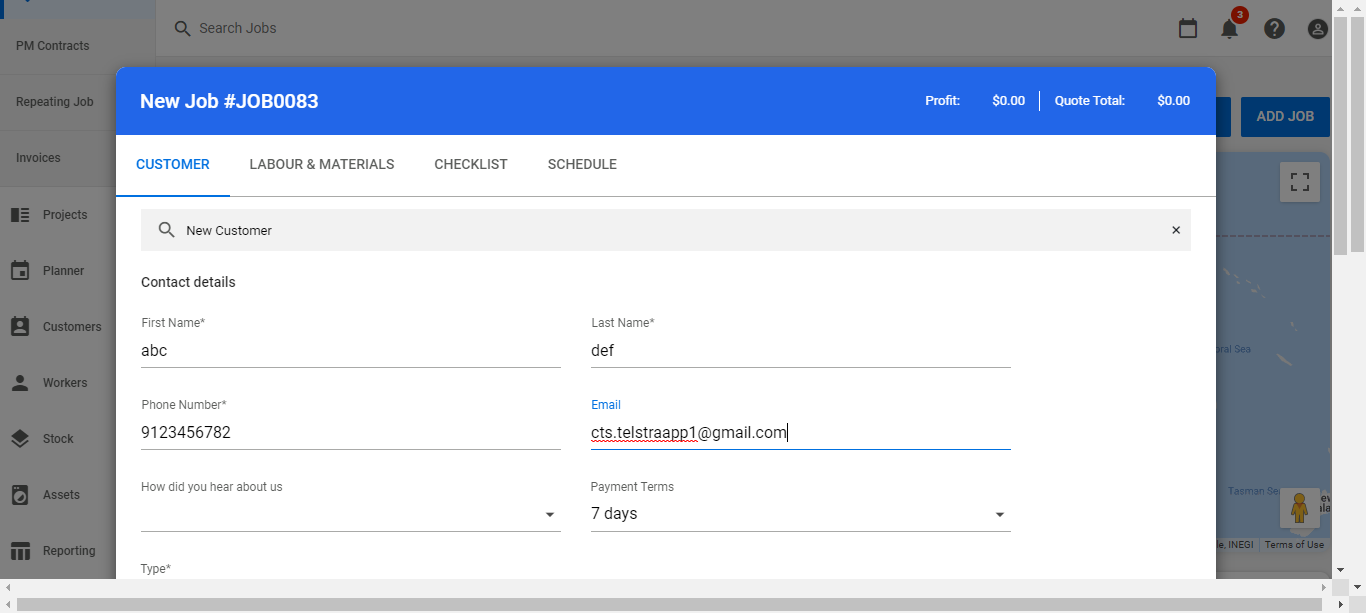 PM Contracts
Search Jobs
3
Repeating Job
New Job #JOB0083
Profit: $0.00 Quote Total: $0.00
ADD JOB
Invoices
CUSTOMER LABOUR & MATERIALS CHECKLIST SCHEDULE
Projects
New Customer ×
Planner
Contact details
Customers
First Name* Last Name*
abc def
oral Sea
Workers
Phone Number* Email
9123456782 cts.telstraapp1@gmail.com
Stock
How did you hear about us Payment Terms
Assets
7 days
Tasman Se
Reporting
le, INEGI Terms of Use
Type*